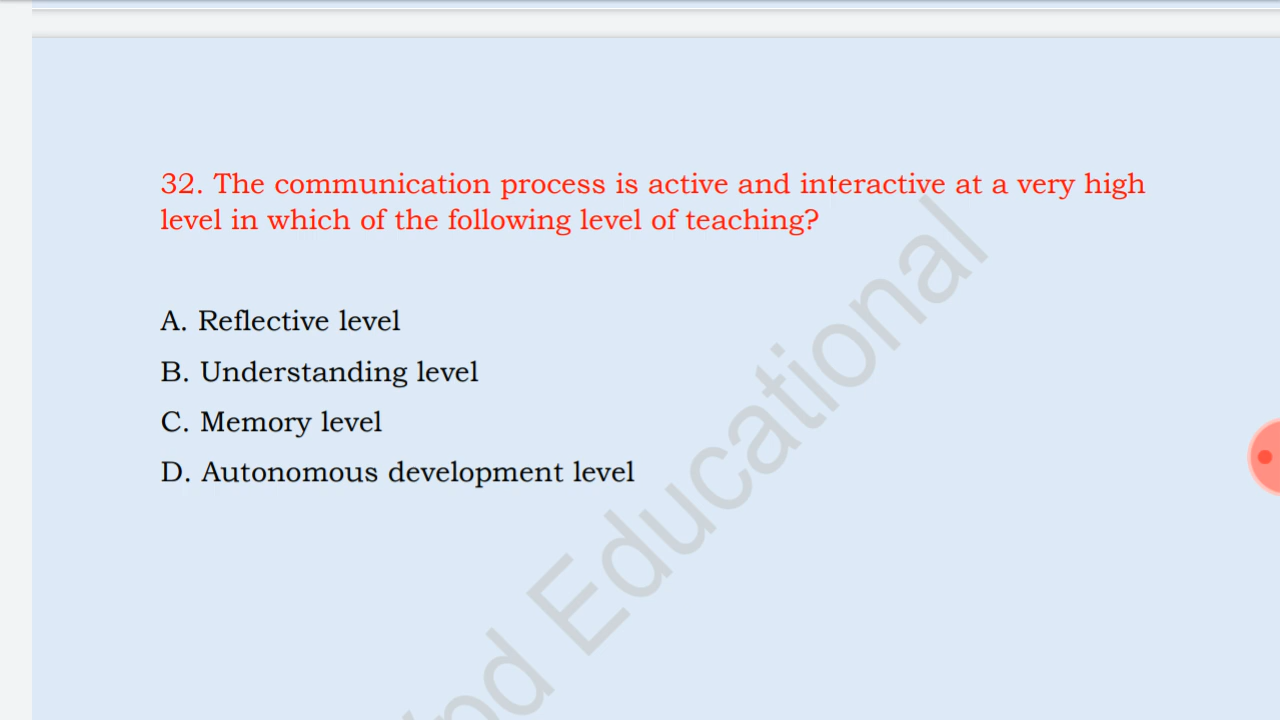 32. The communication process is active and interactive at a very high
level in which of the following level of teaching?
A. Reflective level
B. Understanding level
C. Memory level
D. Autonomous development level
Educational